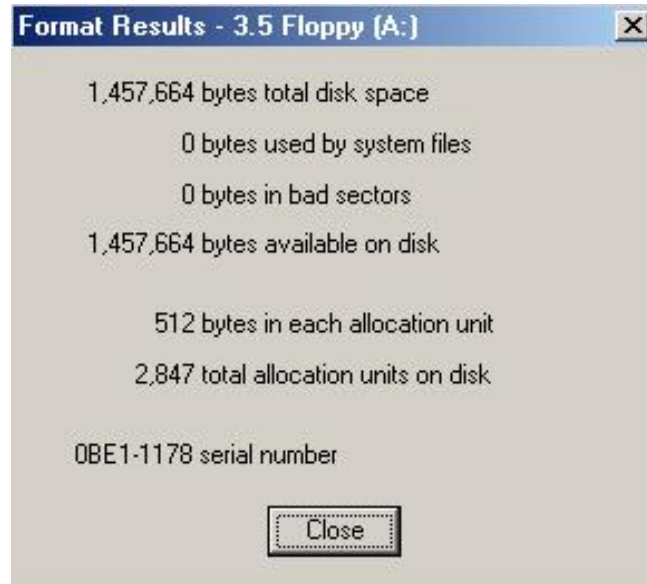 Format Results - 3.5 Floppy (A:)
1,457,664 bytes total disk space
0 bytes used by system files
0 bytes in bad sectors
1,457,664 bytes available on disk
512 bytes in each allocation unit
2,847 total allocation units on disk
0BE1-1178 serial number
Close